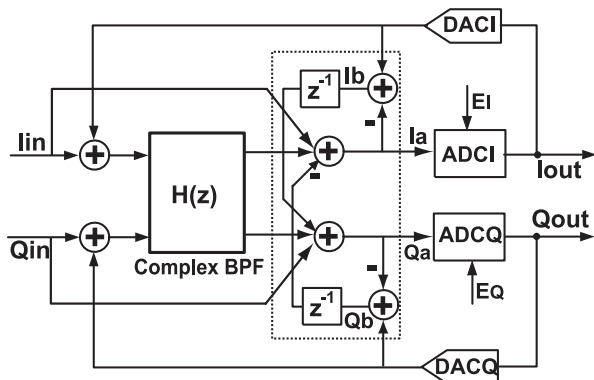 DACI
z-1
Ib
EI
Iin
Ia
ADCI
Iout
H(z)
Qin
Complex BPF
Qa
ADCQ
Qout
z-1
Qb
EQ
DACQ